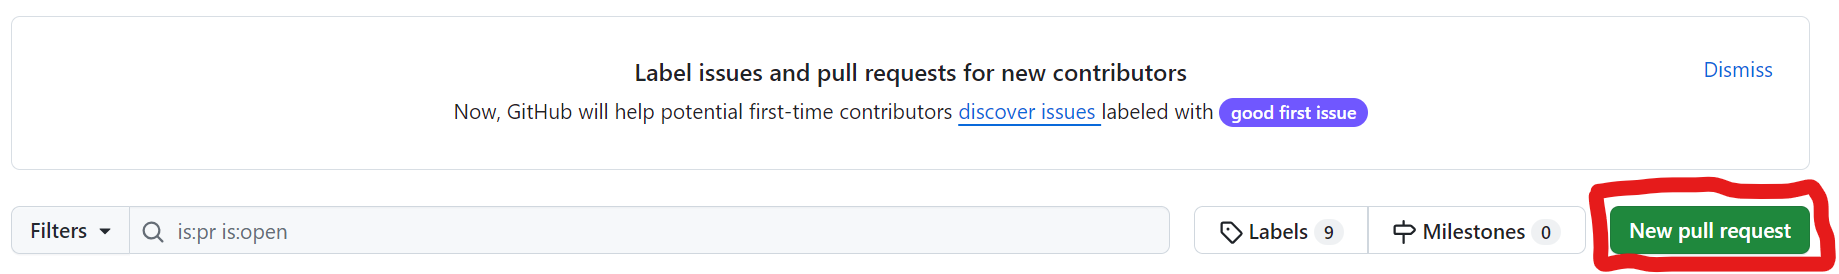 Label issues and pull requests for new contributors
Dismiss
Now, GitHub will help potential first-time contributors discover issues labeled with good first issue
Filters is:pr is:open Labels 9 Milestones 0 New pull request